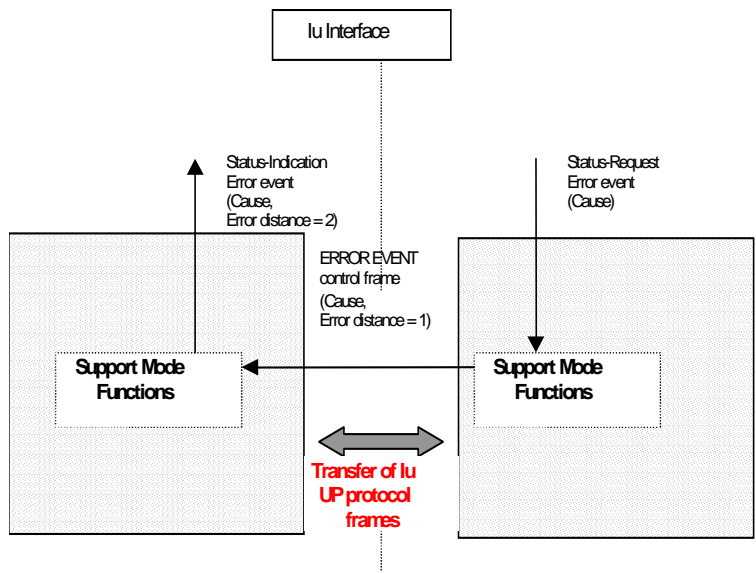 Iu Interface
Status-Indication
Error event
(Cause,
Error distance = 2)
Status-Request
Error event
(Cause)
ERROR EVENT
control frame
(Cause,
Error distance = 1)
Support Mode
Functions
Support Mode
Functions
Transfer of Iu
UP protocol
frames